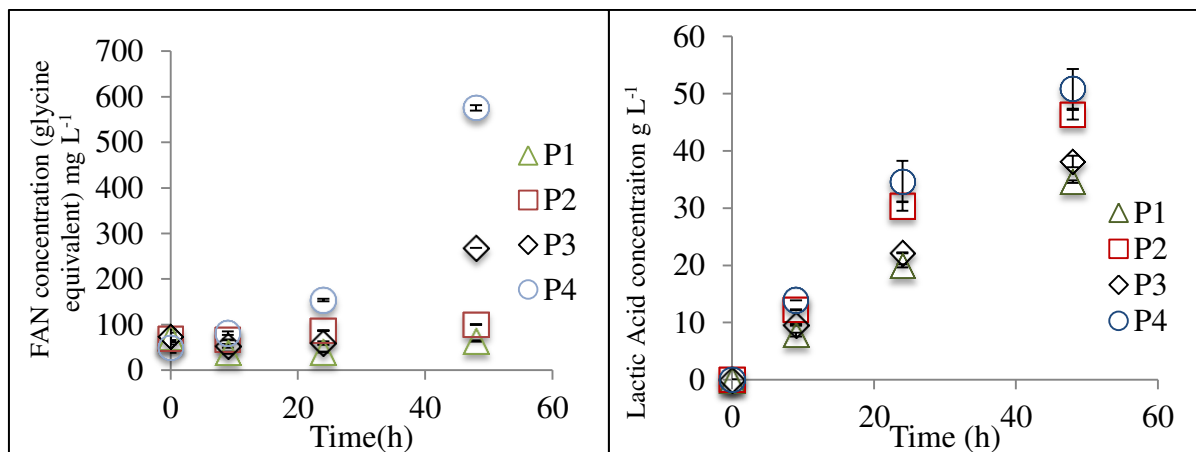 FAN concentration (glycine
equivalent) mg L-1
700
600
500
400
300
200
100
0
0
20
40
60
Time(h)
P1
P2
P3
P4
Lactic Acid concentraiton g L-1
60
50
40
30
20
10
0
0
20
40
60
Time (h)
P1
P2
P3
P4